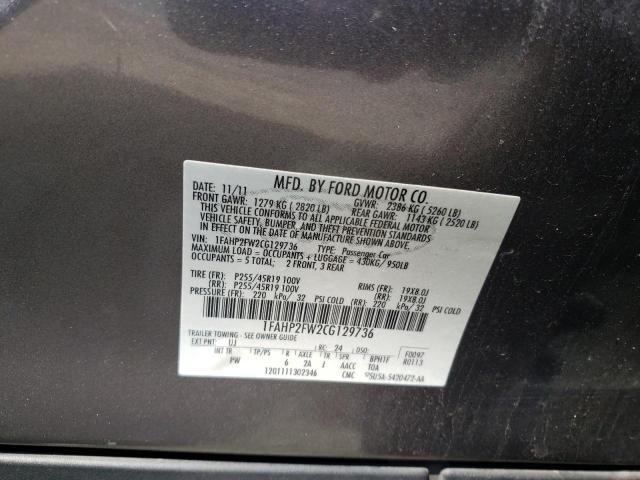 MFD. BY FORD MOTOR CO.
DATE: 11/11 GVWR: 2386 KG ( 5260 LB)
FRONT GAWR: 1279 KG ( 2820 LB) REAR GAWR: 1143 KG ( 2520 LB)
THIS VEHICLE CONFORMS TO ALL APPLICABLE FEDERAL MOTOR
VEHICLE SAFETY, BUMPER, AND THEFT PREVENTION STANDARDS
IN EFFECT ON THE DATE OF MANUFACTURE SHOWN ABOVE.
VIN: 1FAHP2FW2CG129736 TYPE: Passenger Car
MAXIMUM LOAD = OCCUPANTS + LUGGAGE = 430KG/ 950LB
OCCUPANTS = 5 TOTAL; 2 FRONT, 3 REAR
TIRE (FR): P255/45R19 100V RIMS (FR): 19X8.0J
(RR): P255/45R19 100V (RR): 19X8.0J
PRESSURE (FR): 220 kPa/ 32 PSI COLD (RR): 220 kPa/ 32 PSI COLD
1FAHP2FW2CG129736
TRAILER TOWING - SEE OWNER GUIDE
EXT PNT: UJ RC: 24 DSO: F0097
R0113
INT TR TP/PS R AXLE TR SPR BPH1F
PW 6 2A J AACC TOA
1201111302346 CMC